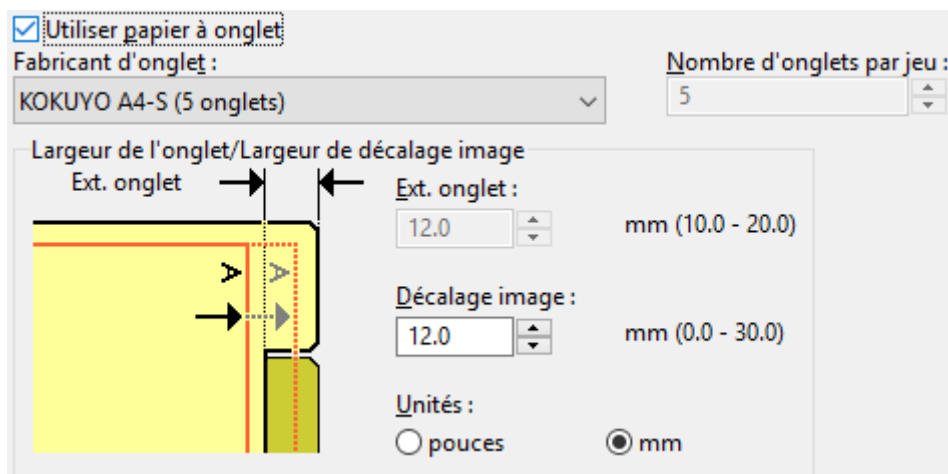 Utiliser papier à onglet
Fabricant d'onglet :
Nombre d'onglets par jeu :
KOKUYO A4-S (5 onglets)
5
Largeur de l'onglet/Largeur de décalage image
Ext. onglet
Ext. onglet :
12.0
mm (10.0 - 20.0)
A A
Décalage image :
12.0
mm (0.0 - 30.0)
Unités :
pouces
mm